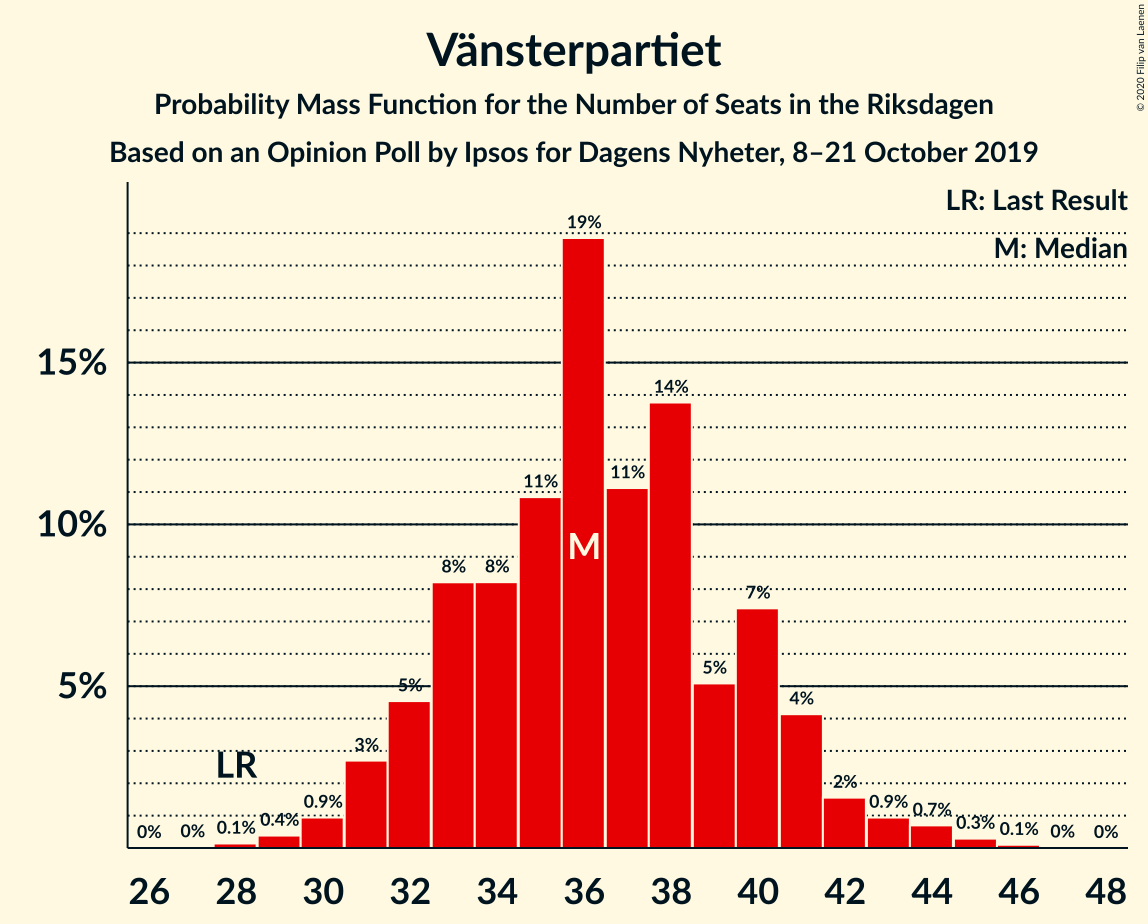 Vänsterpartiet
Probability Mass Function for the Number of Seats in the Riksdagen
Based on an Opinion Poll by Ipsos for Dagens Nyheter, 8–21 October 2019
© 2020 Filip van Laenen
LR: Last Result
M: Median
15%
10%
5%
0%
0%
0.1%
0.4%
0.9%
3%
5%
8%
8%
11%
19%
11%
14%
5%
7%
4%
2%
0.9%
0.7%
0.3%
0.1%
0%
0%
LR
M
26 28 30 32 34 36 38 40 42 44 46 48